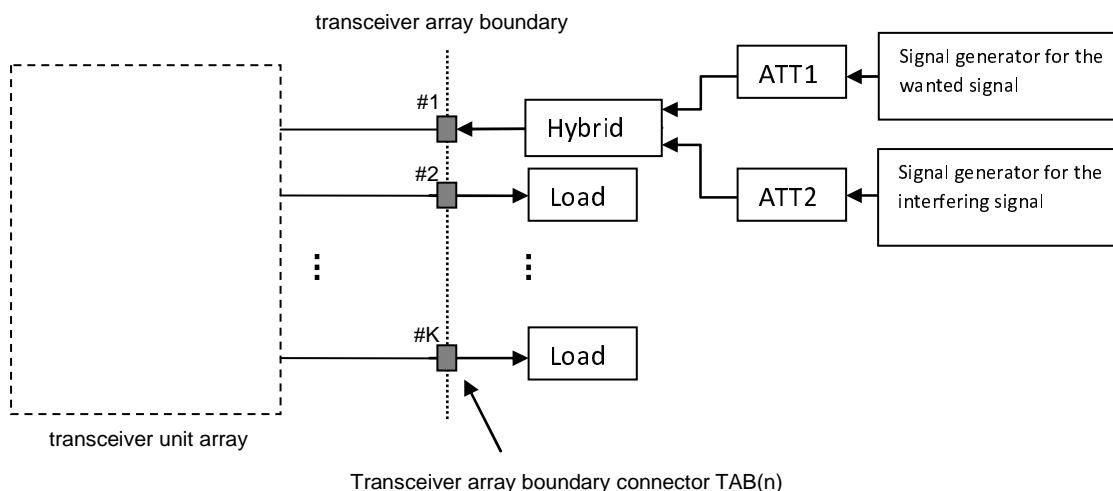 transceiver array boundary
Signal generator for the
wanted signal
ATT1
#1
Hybrid
#2
Load
ATT2
Signal generator for the
interfering signal
#K
Load
transceiver unit array
Transceiver array boundary connector TAB(n)